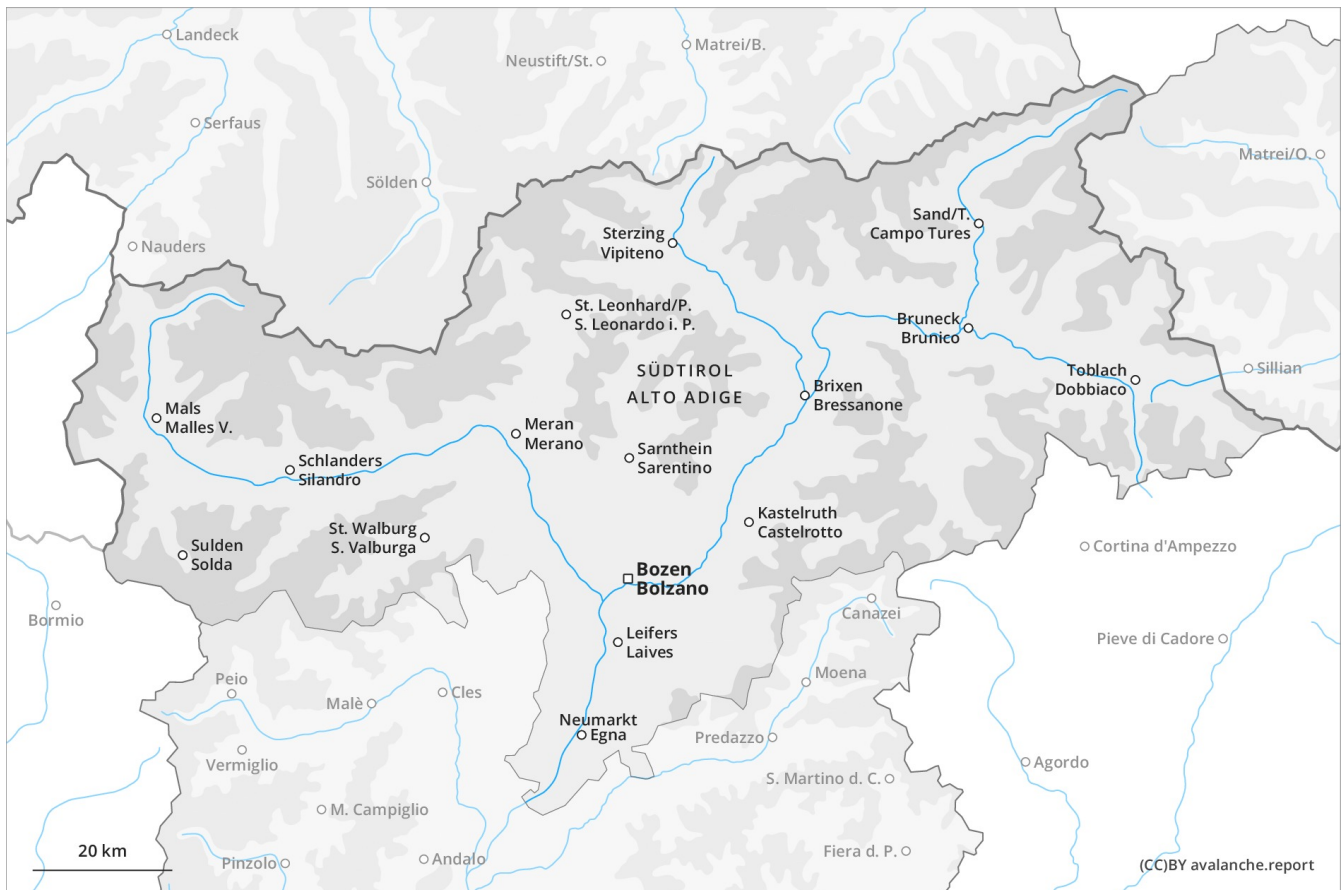 Landeck
Matrei/B.
Neustift/St.
Serfaus
Matrei/O.
Sölden
Sand/T.
Campo Tures
Sterzing
Vipiteno
Nauders
St. Leonhard/P.
S. Leonardo i. P.
Bruneck
Brunico
SÜDTIROL
ALTO ADIGE
Toblach
Dobbiaco
Sillian
Brixen
Bressanone
Mals
Malles V.
Meran
Merano
Sarnthein
Sarentino
Schlanders
Silandro
Kastelruth
Castelrotto
St. Walburg
S. Valburga
Sulden
Solda
Cortina d'Ampezzo
Bozen
Bolzano
Bormio
Canazei
Leifers
Laives
Pieve di Cadore
Peio
Moena
Malè
Cles
Neumarkt
Egna
Predazzo
Vermiglio
Agordo
S. Martino d. C.
M. Campiglio
20 km
Pinzolo
Andalo
Fiera d. P.
(CC)BY avalanche.report